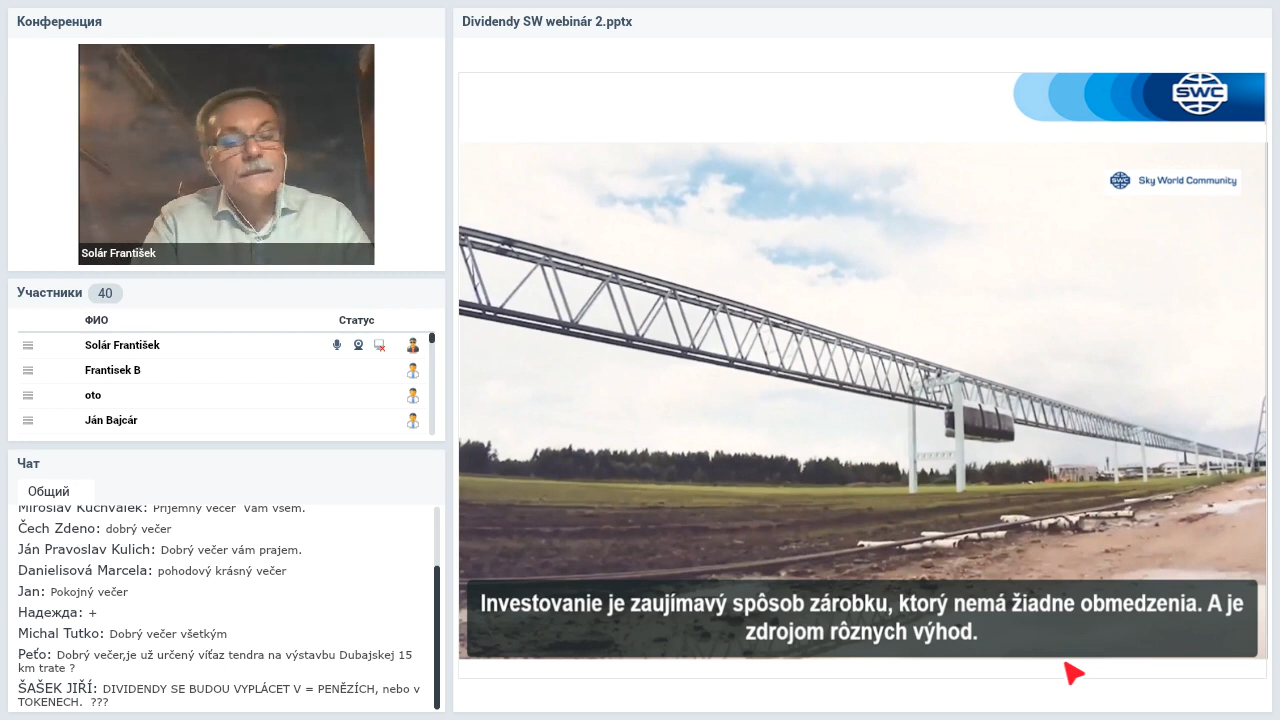 Конференция
Solár František
Участники 40
ФИО Статус
Solár František
Frantisek B
oto
Ján Bajcár
Чат
Общий
Miroslav Kuchvalek: Príjemný večer Vám všem.
Čech Zdeno: dobrý večer
Ján Pravoslav Kulich: Dobrý večer vám prajem.
Danielisová Marcela: pohodový krásný večer
Jan: Pokojný večer
Надежда: +
Michal Tutko: Dobrý večer všetkým
Peťo: Dobrý večer,je už určený víťaz tendra na výstavbu Dubajskej 15
km trate ?
ŠAŠEK JIŘÍ: DIVIDENDY SE BUDOU VYPLÁCET V = PENĚZÍCH, nebo v
TOKENECH. ???
Dividendy SW webinár 2.pptx
SWC
SWC Sky World Community
Investovanie je zaujímavý spôsob zárobku, ktorý nemá žiadne obmedzenia. A je
zdrojom rôznych výhod.